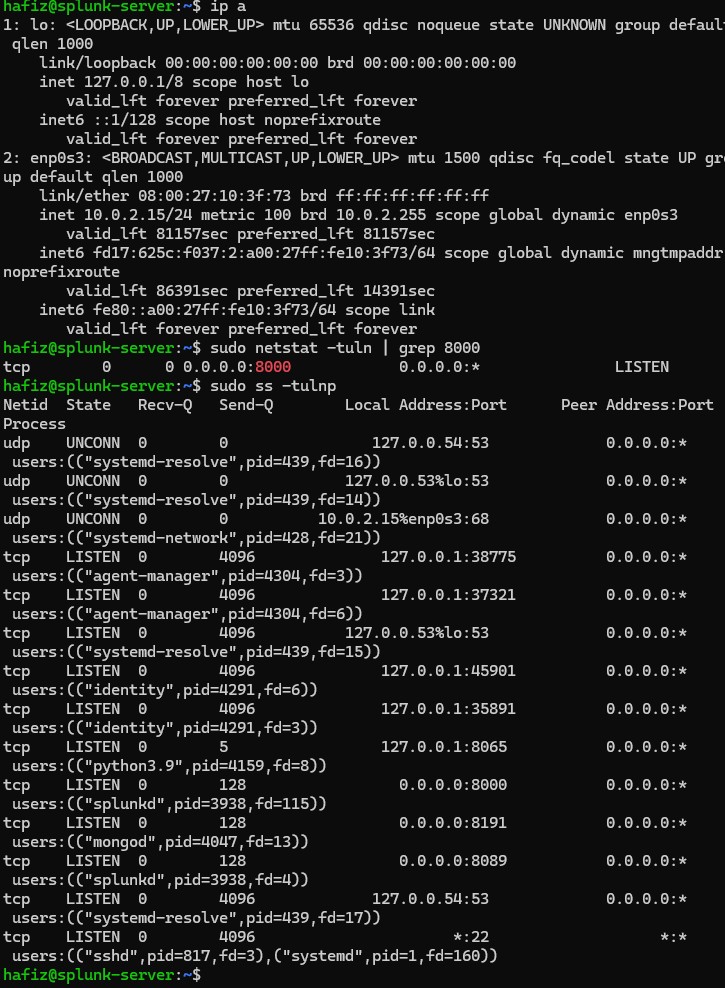 hafiz@splunk-server:~$ ip a
1: lo: <LOOPBACK,UP,LOWER_UP> mtu 65536 qdisc noqueue state UNKNOWN group defaul
 qlen 1000
    link/loopback 00:00:00:00:00:00 brd 00:00:00:00:00:00
    inet 127.0.0.1/8 scope host lo
       valid_lft forever preferred_lft forever
    inet6 ::1/128 scope host noprefixroute
       valid_lft forever preferred_lft forever
2: enp0s3: <BROADCAST,MULTICAST,UP,LOWER_UP> mtu 1500 qdisc fq_codel state UP gro
up default qlen 1000
    link/ether 08:00:27:10:3f:73 brd ff:ff:ff:ff:ff:ff
    inet 10.0.2.15/24 metric 100 brd 10.0.2.255 scope global dynamic enp0s3
       valid_lft 81157sec preferred_lft 81157sec
    inet6 fd17:625c:f037:2:a00:27ff:fe10:3f73/64 scope global dynamic mngtmpaddr
noprefixroute
       valid_lft 86391sec preferred_lft 14391sec
    inet6 fe80::a00:27ff:fe10:3f73/64 scope link
       valid_lft forever preferred_lft forever
hafiz@splunk-server:~$ sudo netstat -tuln | grep 8000
tcp        0      0 0.0.0.0:8000            0.0.0.0:*               LISTEN
hafiz@splunk-server:~$ sudo ss -tulnp
Netid  State   Recv-Q   Send-Q        Local Address:Port      Peer Address:Port
Process
udp    UNCONN  0        0                127.0.0.54:53             0.0.0.0:*
 users:(("systemd-resolve",pid=439,fd=16))
udp    UNCONN  0        0             127.0.0.53%lo:53             0.0.0.0:*
 users:(("systemd-resolve",pid=439,fd=14))
udp    UNCONN  0        0          10.0.2.15%enp0s3:68             0.0.0.0:*
 users:(("systemd-network",pid=428,fd=21))
tcp    LISTEN  0        4096              127.0.0.1:38775          0.0.0.0:*
 users:(("agent-manager",pid=4304,fd=3))
tcp    LISTEN  0        4096              127.0.0.1:37321          0.0.0.0:*
 users:(("agent-manager",pid=4304,fd=6))
tcp    LISTEN  0        4096          127.0.0.53%lo:53             0.0.0.0:*
 users:(("systemd-resolve",pid=439,fd=15))
tcp    LISTEN  0        4096              127.0.0.1:45901          0.0.0.0:*
 users:(("identity",pid=4291,fd=6))
tcp    LISTEN  0        4096              127.0.0.1:35891          0.0.0.0:*
 users:(("identity",pid=4291,fd=3))
tcp    LISTEN  0        5                 127.0.0.1:8065           0.0.0.0:*
 users:(("python3.9",pid=4159,fd=8))
tcp    LISTEN  0        128                 0.0.0.0:8000           0.0.0.0:*
 users:(("splunkd",pid=3938,fd=115))
tcp    LISTEN  0        128                 0.0.0.0:8191           0.0.0.0:*
 users:(("mongod",pid=4047,fd=13))
tcp    LISTEN  0        128                 0.0.0.0:8089           0.0.0.0:*
 users:(("splunkd",pid=3938,fd=4))
tcp    LISTEN  0        4096             127.0.0.54:53             0.0.0.0:*
 users:(("systemd-resolve",pid=439,fd=17))
tcp    LISTEN  0        4096                      *:22                   *:*
 users:(("sshd",pid=817,fd=3),("systemd",pid=1,fd=160))
hafiz@splunk-server:~$